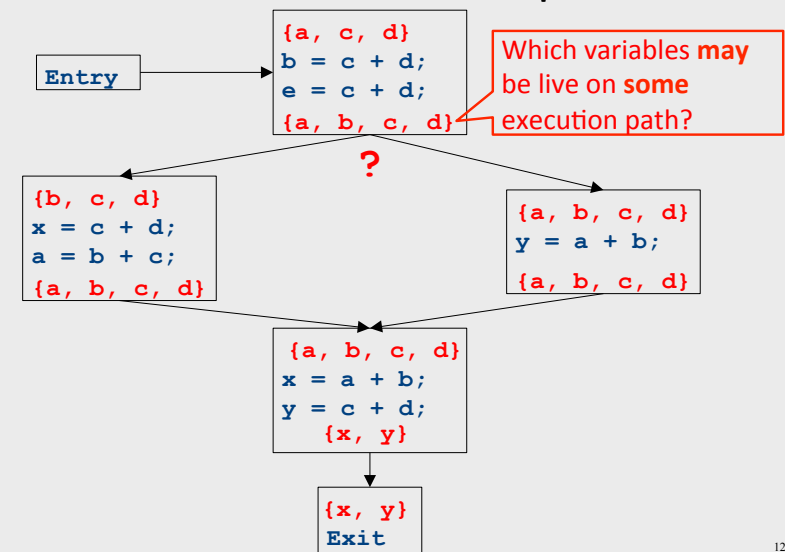 {a, c, d}
b = c + d;
e = c + d;
{a, b, c, d}
Entry
Which variables may
be live on some
execution path?
?
{b, c, d}
x = c + d;
a = b + c;
{a, b, c, d}
{a, b, c, d}
y = a + b;
{a, b, c, d}
{a, b, c, d}
x = a + b;
y = c + d;
{x, y}
{x, y}
Exit
12